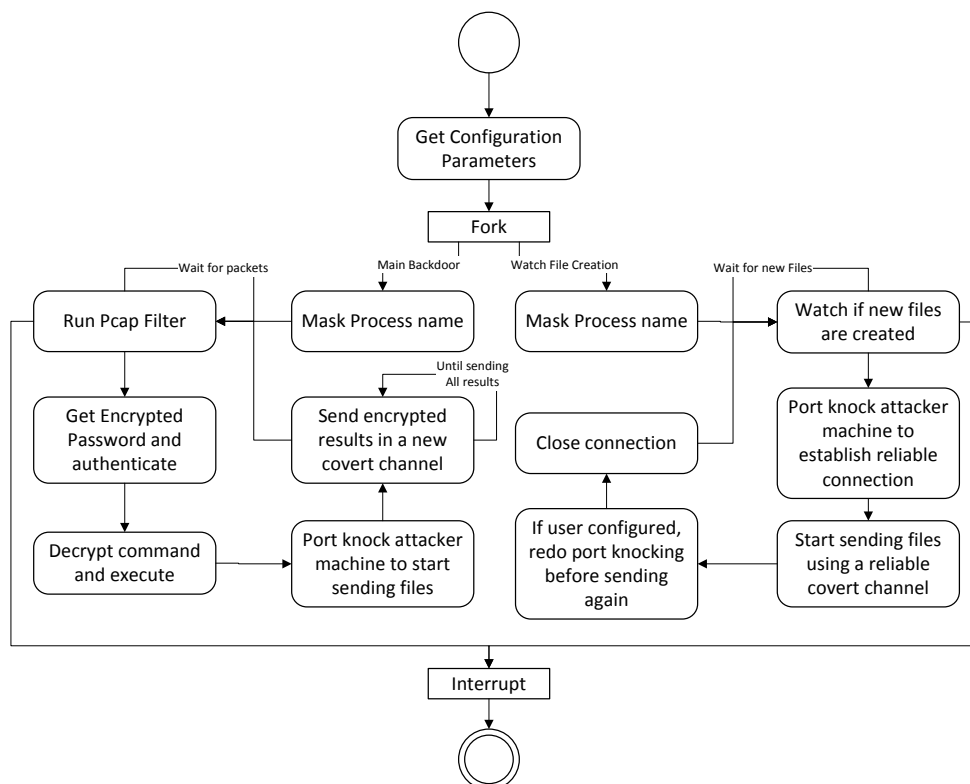 Get Configuration
Parameters
Fork
Wait for packets
Main Backdoor
Watch File Creation
Wait for new Files
Run Pcap Filter
Mask Process name
Mask Process name
Watch if new files
are created
Until sending
All results
Get Encrypted
Password and
authenticate
Send encrypted
results in a new
covert channel
Close connection
Port knock attacker
machine to
establish reliable
connection
Decrypt command
and execute
Port knock attacker
machine to start
sending files
If user configured,
redo port knocking
before sending
again
Start sending files
using a reliable
covert channel
Interrupt